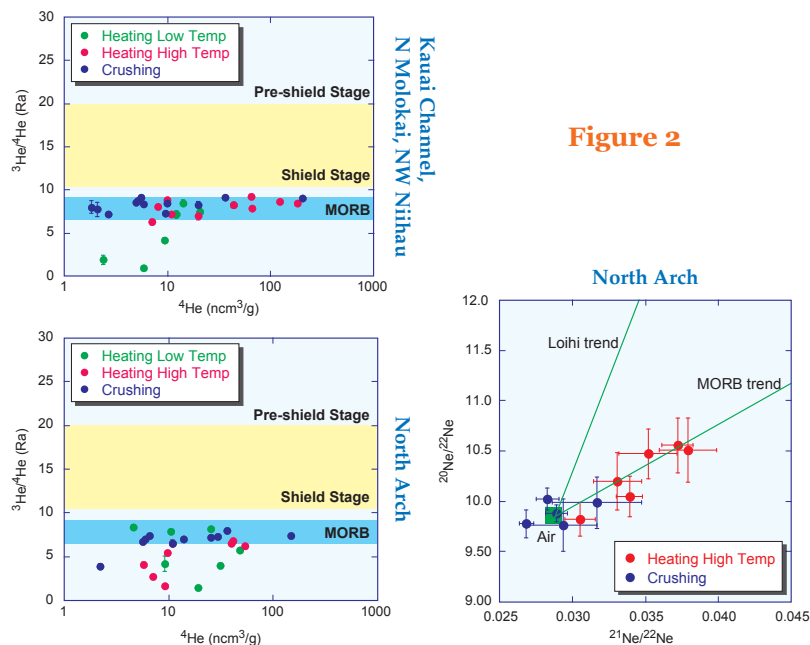 30
25
20
15
10
5
0
³He/⁴He (Ra)
Heating Low Temp
Heating High Temp
Crushing
Pre-shield Stage
Shield Stage
MORB
1
10
100
1000
⁴He (ncm³/g)
Kauai Channel,
N Molokai, NW Niihau
Figure 2
30
25
20
15
10
5
0
³He/⁴He (Ra)
Heating Low Temp
Heating High Temp
Crushing
Pre-shield Stage
Shield Stage
MORB
1
10
100
1000
⁴He (ncm³/g)
North Arch
North Arch
12.0
11.5
11.0
10.5
10.0
9.50
9.00
²⁰Ne/²²Ne
Loihi trend
MORB trend
Air
Heating High Temp
Crushing
0.025
0.030
0.035
0.040
0.045
²¹Ne/²²Ne